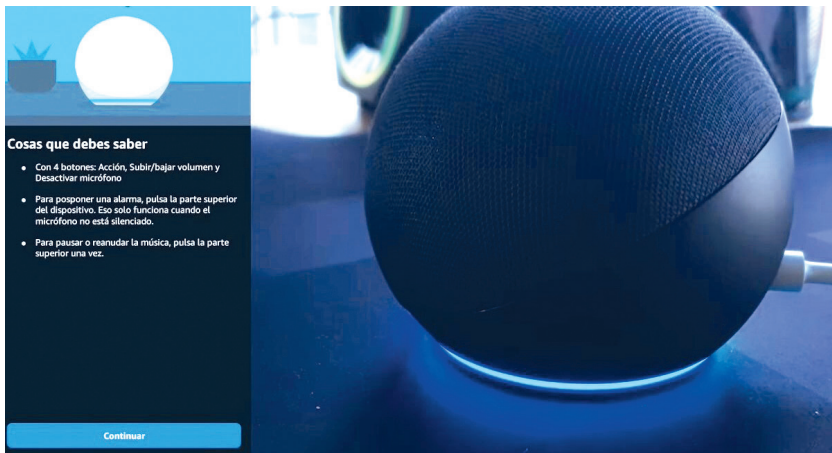 Cosas que debes saber
Con 4 botones: Acción, Subir/bajar volumen y
Desactivar micrófono
Para posponer una alarma, pulsa la parte superior
del dispositivo. Eso solo funciona cuando el
micrófono no está silenciado.
Para pausar o reanudar la música, pulsa la parte
superior una vez.
Continuar